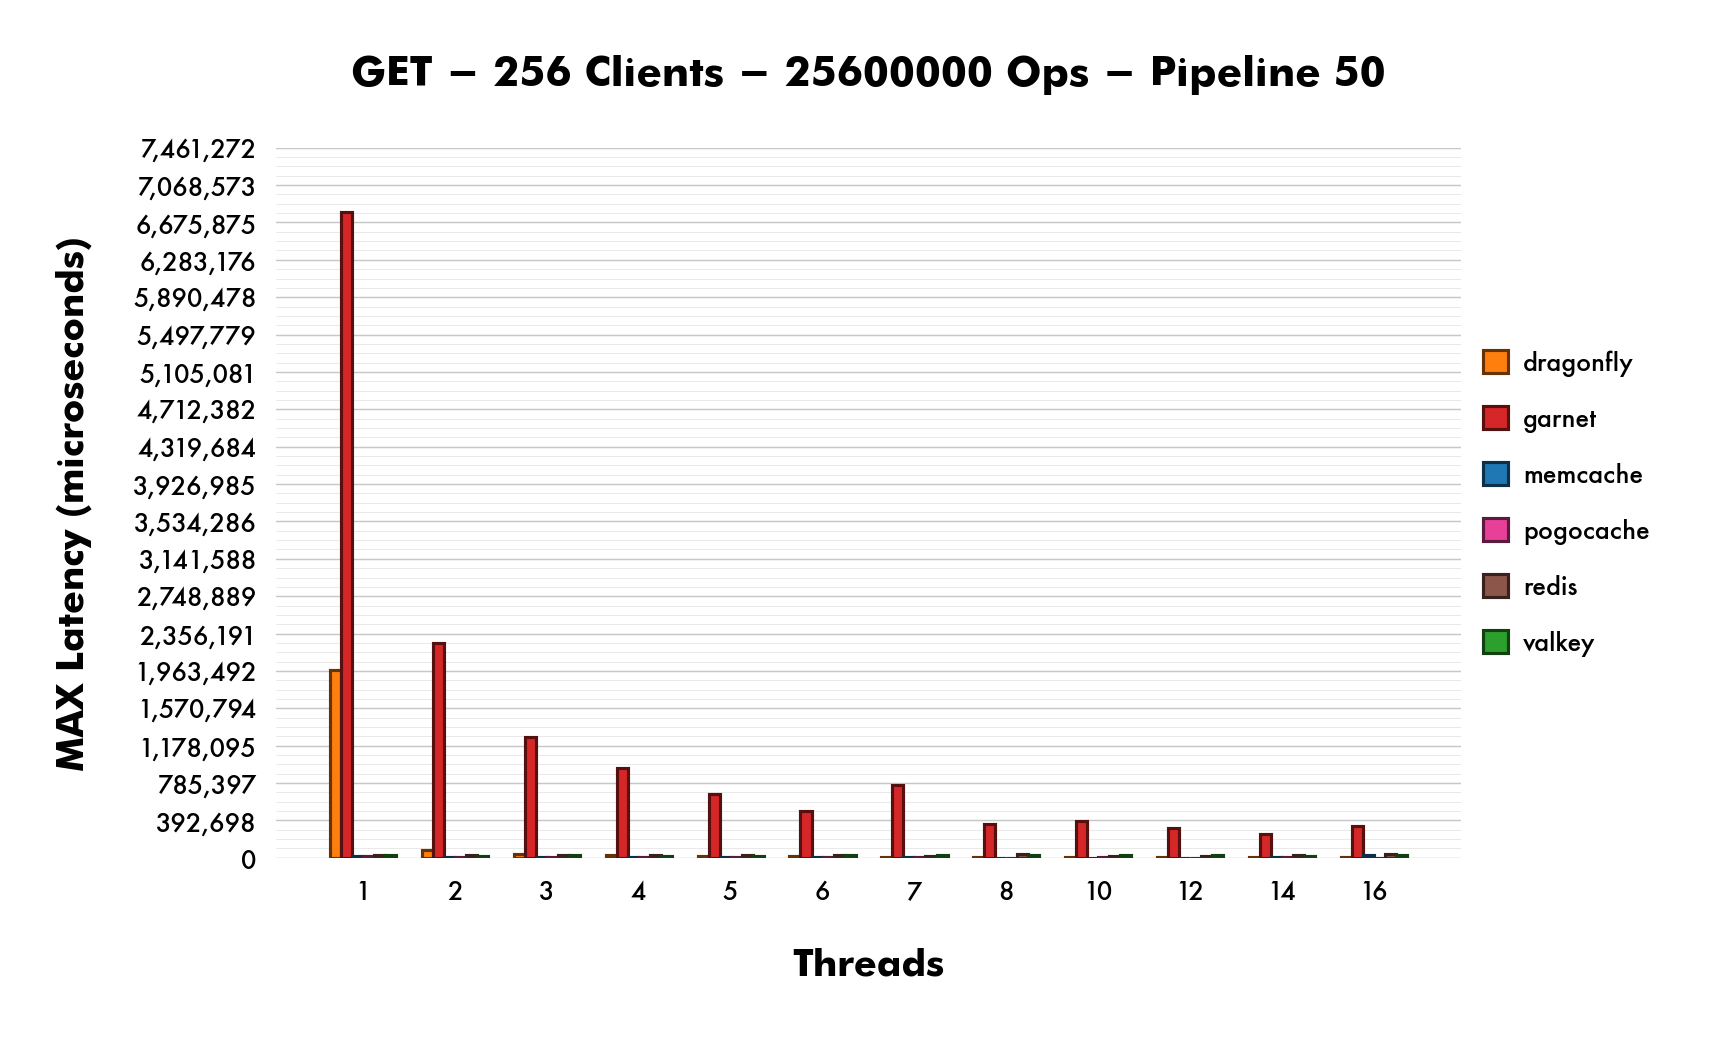 GET – 256 Clients – 25600000 Ops – Pipeline 50
MAX Latency (microseconds)
7,461,272
7,068,573
6,675,875
6,283,176
5,890,478
5,497,779
5,105,081
4,712,382
4,319,684
3,926,985
3,534,286
3,141,588
2,748,889
2,356,191
1,963,492
1,570,794
1,178,095
785,397
392,698
0
1 2 3 4 5 6 7 8 10 12 14 16
Threads
dragonfly
garnet
memcache
pogocache
redis
valkey